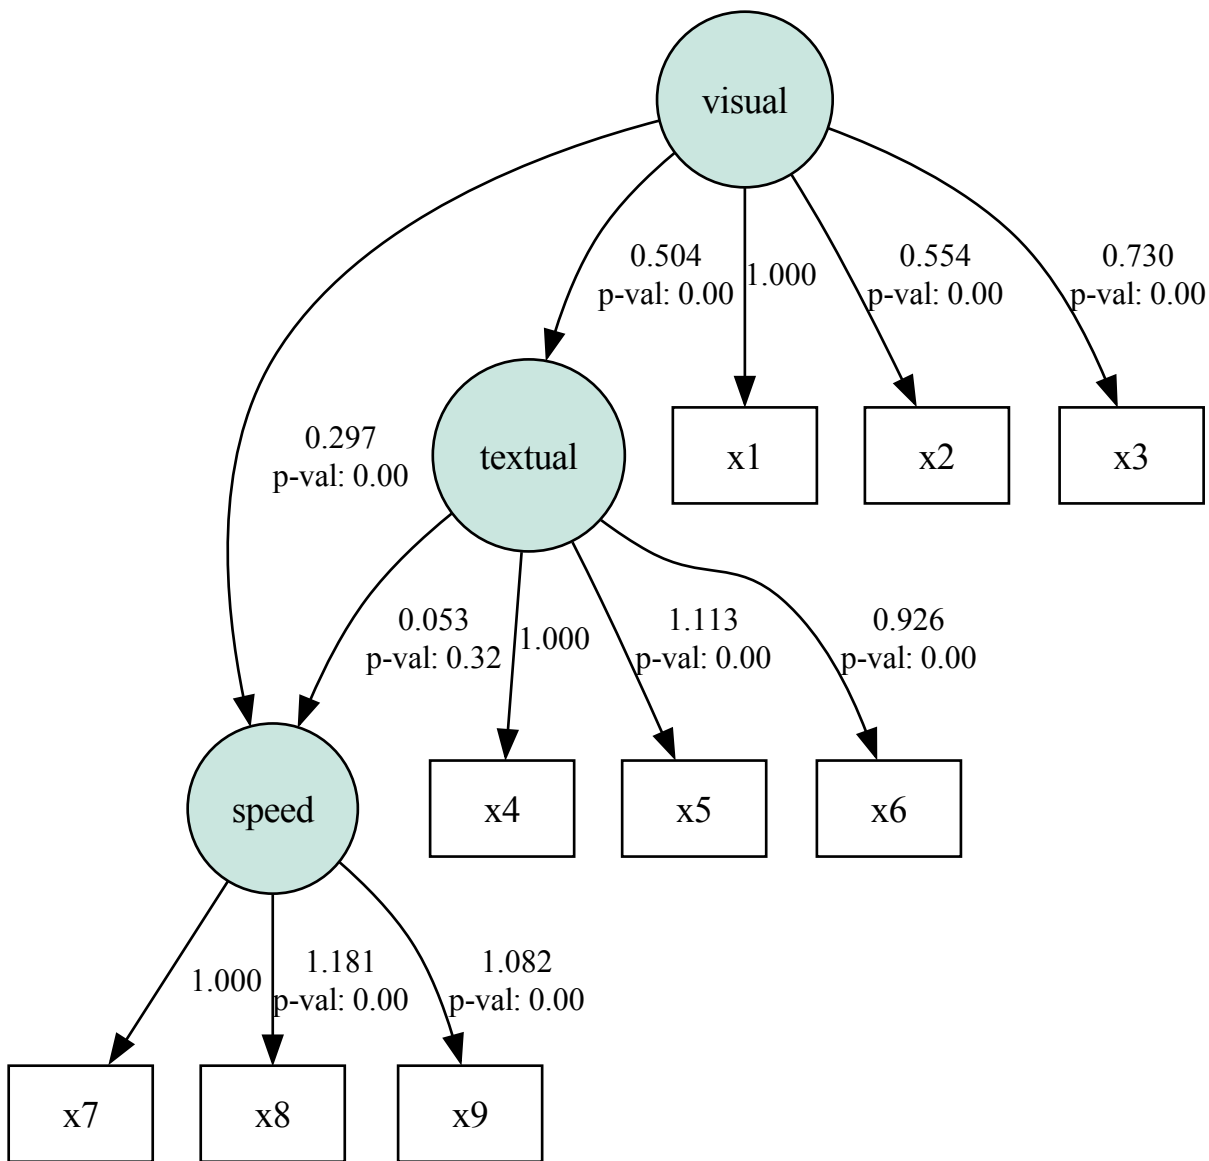 visual
0.504
p-val: 0.00
1.000
0.554
p-val: 0.00
0.730
p-val: 0.00
0.297
p-val: 0.00
textual
x1
x2
x3
0.053
p-val: 0.32
1.000
1.113
p-val: 0.00
0.926
p-val: 0.00
speed
x4
x5
x6
1.000
1.181
p-val: 0.00
1.082
p-val: 0.00
x7
x8
x9